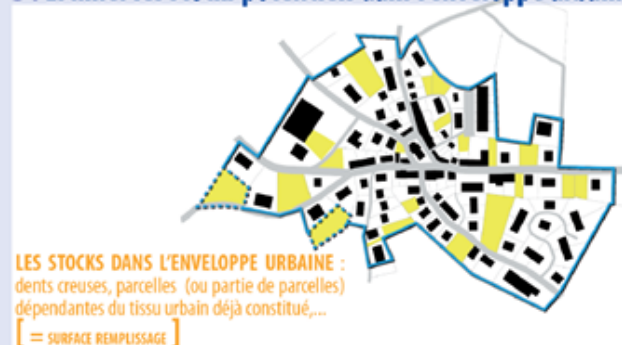 LES STOCKS DANS L'ENVELOPPE URBAINE :
dents creuses, parcelles (ou partie de parcelles)
dépendantes du tissu urbain déjà constitué,...
[ = SURFACE REMPLISSAGE ]